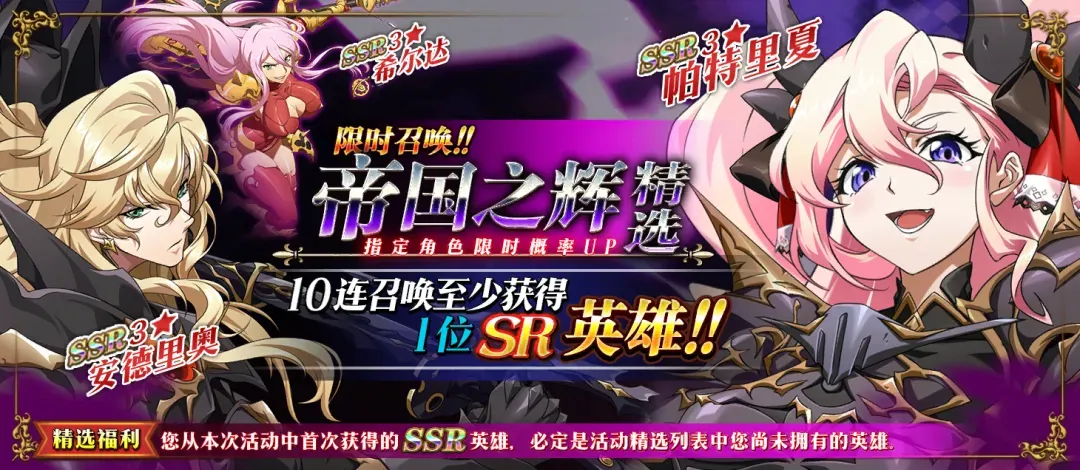 SSR3★
希尔达
SSR3★
帕特里夏
限时召唤!!
帝国之辉精选
指定角色限时概率UP
10连召唤至少获得
1位SR英雄!!
SSR3★
安德里奥
精选福利
您从本次活动中首次获得的SSR英雄，必定是活动精选列表中您尚未拥有的英雄。